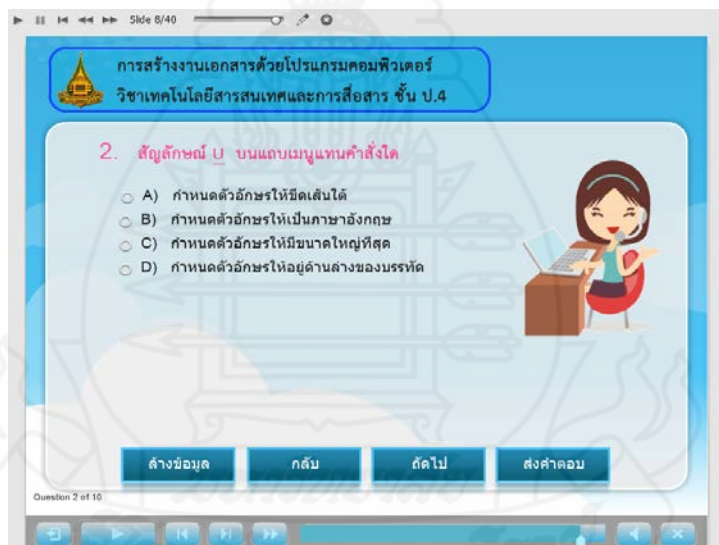 Slide 8/40
การสร้างงานเอกสารด้วยโปรแกรมคอมพิวเตอร์
วิชาเทคโนโลยีสารสนเทศและการสื่อสาร ชั้น ป.4
2. สัญลักษณ์ U บนแถบเมนูแทนคำสั่งใด
A) กำหนดตัวอักษรให้ขีดเส้นใต้
B) กำหนดตัวอักษรให้เป็นภาษาอังกฤษ
C) กำหนดตัวอักษรให้มีขนาดใหญ่ที่สุด
D) กำหนดตัวอักษรให้อยู่ด้านล่างของบรรทัด
ล้างข้อมูล กลับ ถัดไป ส่งคำตอบ
Question 2 of 10